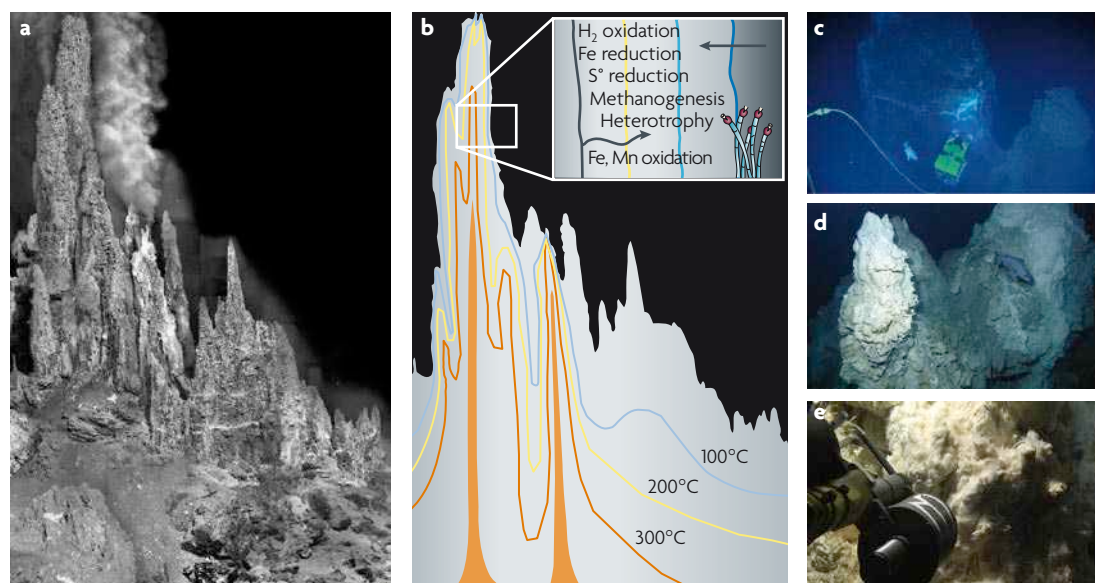 a
b
H₂ oxidation
Fe reduction
S° reduction
Methanogenesis
Heterotrophy
Fe, Mn oxidation
100°C
200°C
300°C
c
d
e